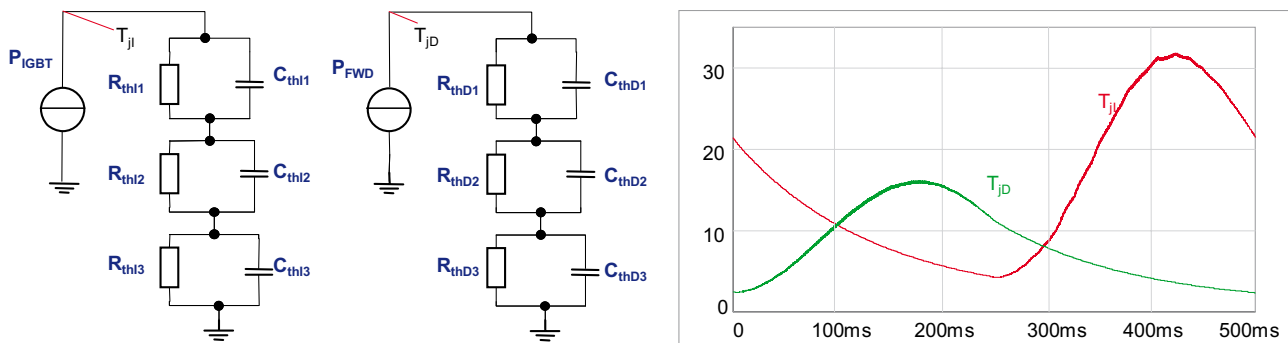 P_IGBT
T_jI
R_thI1
C_thI1
R_thI2
C_thI2
R_thI3
C_thI3
P_FWD
T_jD
R_thD1
C_thD1
R_thD2
C_thD2
R_thD3
C_thD3
30
20
10
0
T_jI
T_jD
0 100ms 200ms 300ms 400ms 500ms